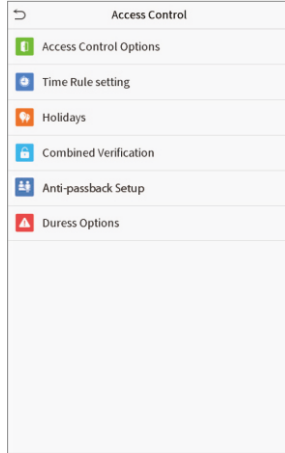 Access Control
Access Control Options
Time Rule setting
Holidays
Combined Verification
Anti-passback Setup
Duress Options